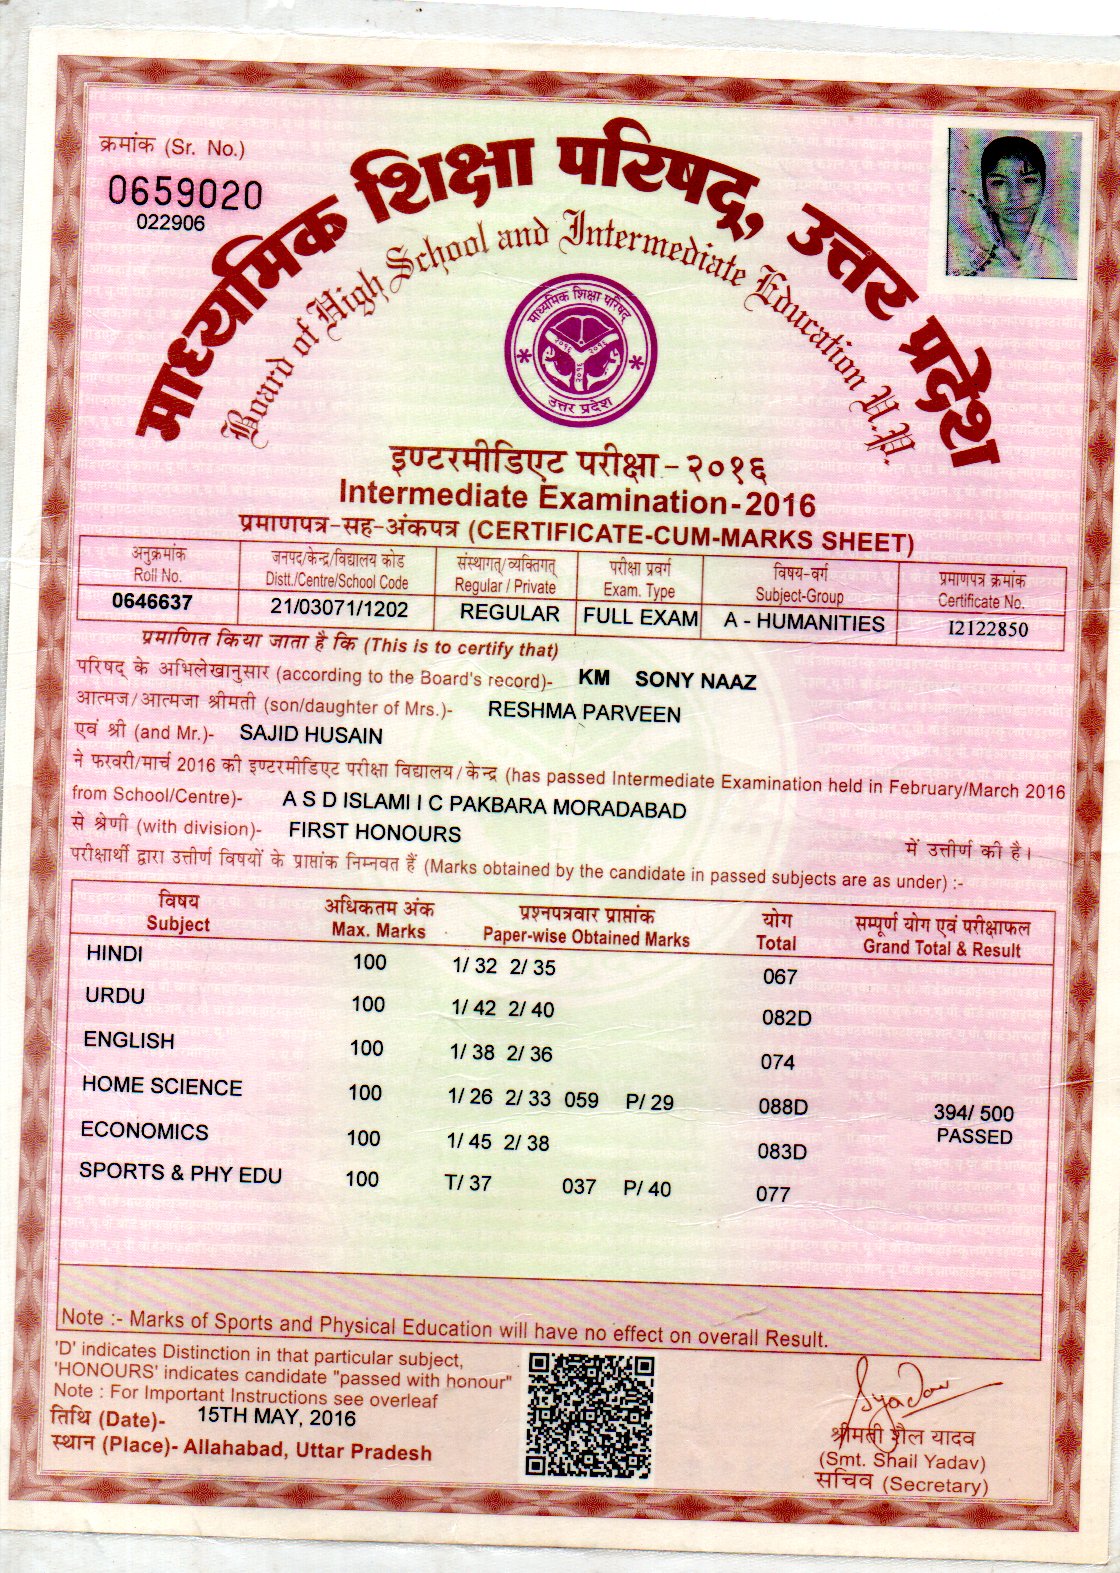 क्रमांक (Sr. No.)
0659020
022906
माध्यमिक शिक्षा परिषद्, उत्तर प्रदेश
Board of High School and Intermediate Education U.P.
माध्यमिक शिक्षा परिषद्
२०१६ २०१६
२०१६
उत्तर प्रदेश
इण्टरमीडिएट परीक्षा-२०१६
Intermediate Examination-2016
प्रमाणपत्र-सह-अंकपत्र (CERTIFICATE-CUM-MARKS SHEET)
अनुक्रमांक जनपद/केन्द्र/विद्यालय कोड संस्थागत्/व्यक्तिगत् परीक्षा प्रवर्ग विषय-वर्ग प्रमाणपत्र क्रमांक
Roll No. Distt./Centre/School Code Regular / Private Exam. Type Subject-Group Certificate No.
0646637 21/03071/1202 REGULAR FULL EXAM A - HUMANITIES I2122850
प्रमाणित किया जाता है कि (This is to certify that)
परिषद् के अभिलेखानुसार (according to the Board's record)- KM SONY NAAZ
आत्मज/आत्मजा श्रीमती (son/daughter of Mrs.)- RESHMA PARVEEN
एवं श्री (and Mr.)- SAJID HUSAIN
ने फरवरी/मार्च 2016 की इण्टरमीडिएट परीक्षा विद्यालय/केन्द्र (has passed Intermediate Examination held in February/March 2016
from School/Centre)- A S D ISLAMI I C PAKBARA MORADABAD
से श्रेणी (with division)- FIRST HONOURS में उत्तीर्ण की है।
परीक्षार्थी द्वारा उत्तीर्ण विषयों के प्राप्तांक निम्नवत हैं (Marks obtained by the candidate in passed subjects are as under) :-
विषय अधिकतम अंक प्रश्नपत्रवार प्राप्तांक योग सम्पूर्ण योग एवं परीक्षाफल
Subject Max. Marks Paper-wise Obtained Marks Total Grand Total & Result
HINDI 100 1/ 32 2/ 35 067
URDU 100 1/ 42 2/ 40 082D
ENGLISH 100 1/ 38 2/ 36 074
HOME SCIENCE 100 1/ 26 2/ 33 059 P/ 29 088D 394/ 500
PASSED
ECONOMICS 100 1/ 45 2/ 38 083D
SPORTS & PHY EDU 100 T/ 37 037 P/ 40 077
Note :- Marks of Sports and Physical Education will have no effect on overall Result.
'D' indicates Distinction in that particular subject,
'HONOURS' indicates candidate "passed with honour"
Note : For Important Instructions see overleaf
तिथि (Date)- 15TH MAY, 2016
स्थान (Place)- Allahabad, Uttar Pradesh
Syadav
श्रीमती शैल यादव
(Smt. Shail Yadav)
सचिव (Secretary)